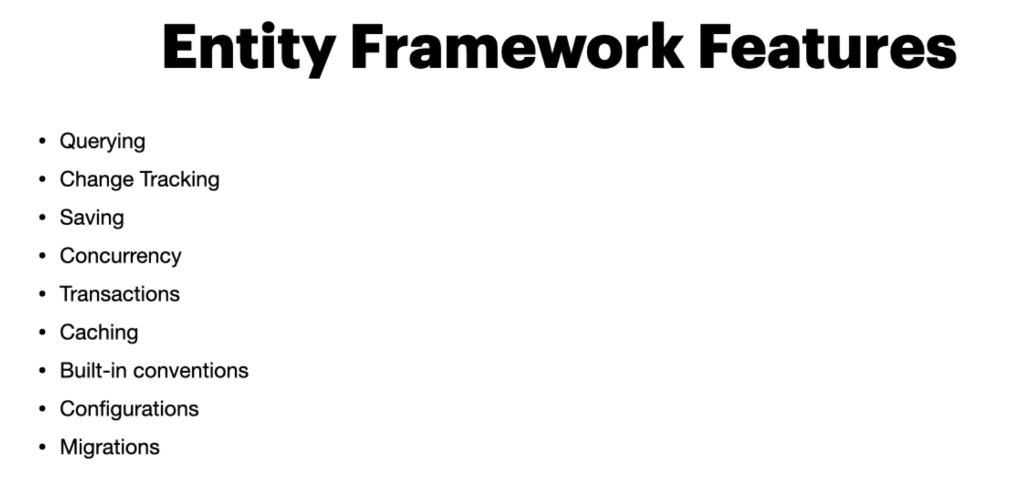 Entity Framework Features
• Querying
• Change Tracking
• Saving
• Concurrency
• Transactions
• Caching
• Built-in conventions
• Configurations
• Migrations